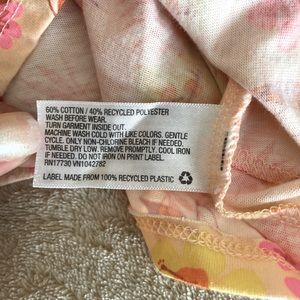 60% COTTON / 40% RECYCLED POLYESTER
WASH BEFORE WEAR.
TURN GARMENT INSIDE OUT.
MACHINE WASH COLD WITH LIKE COLORS. GENTLE
CYCLE. ONLY NON-CHLORINE BLEACH IF NEEDED.
TUMBLE DRY LOW. REMOVE PROMPTLY. COOL IRON
IF NEEDED. DO NOT IRON ON PRINT LABEL.
RN17730 VN1042782
LABEL MADE FROM 100% RECYCLED PLASTIC